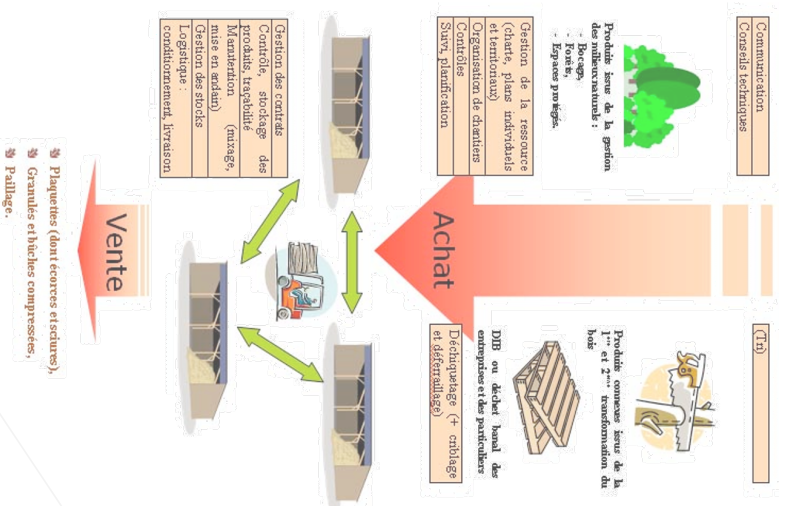 Communication
Conseils techniques
(Tri)
Produits issus de la gestion
des milieux naturels :
- Bocage,
- Forêts,
- Espaces protégés.
Produits connexes issus de la
1ère et 2ème transformation du
bois
Gestion de la ressource
(charte, plans individuels
et territoriaux)
Organisation de chantiers
Contrôles
Suivi, planification
Achat
DIB ou déchet banal des
entreprises et des particuliers
Déchiquetage (+ criblage
et déferraillage)
Gestion des contrats
Contrôle, stockage des
produits, traçabilité
Manutention (mixage,
mise en andain)
Gestion des stocks
Logistique :
conditionnement, livraison
Vente
Plaquettes (dont écorces et sciures),
Granulés et bûches compressées,
Paillage.